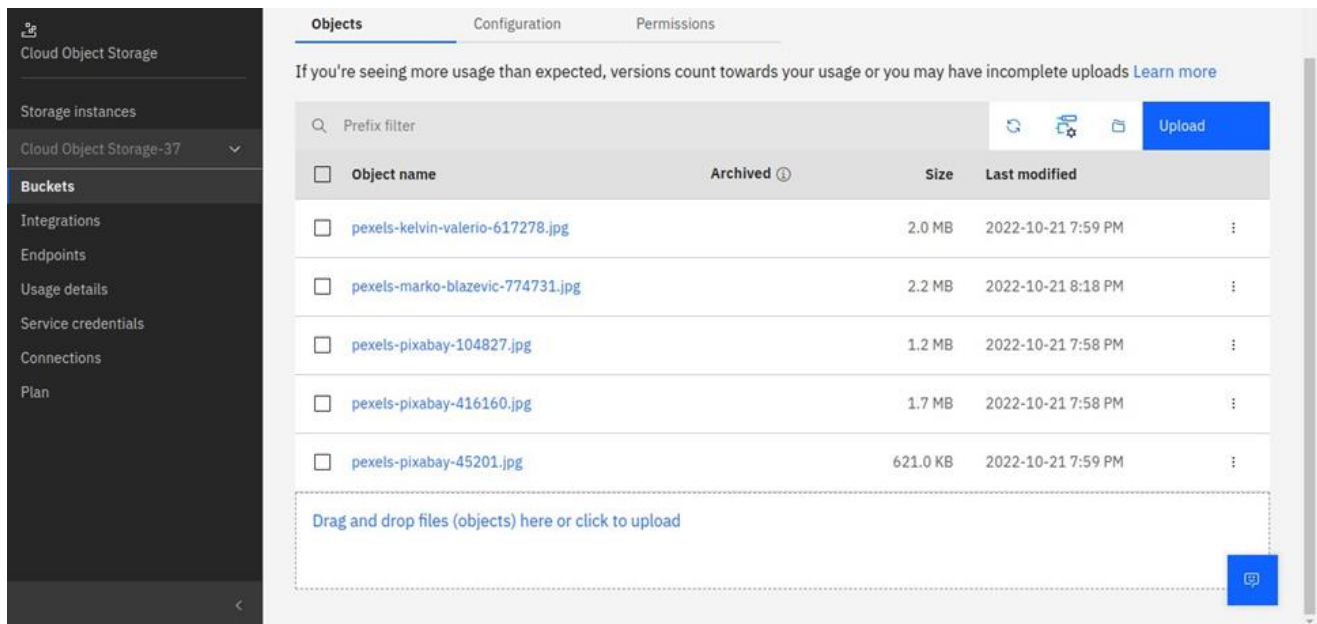 Cloud Object Storage
Storage instances
Cloud Object Storage-37
Buckets
Integrations
Endpoints
Usage details
Service credentials
Connections
Plan
Objects Configuration Permissions
If you're seeing more usage than expected, versions count towards your usage or you may have incomplete uploads Learn more
Prefix filter Upload
Object name Archived Size Last modified
pexels-kelvin-valerio-617278.jpg 2.0 MB 2022-10-21 7:59 PM
pexels-marko-blazevic-774731.jpg 2.2 MB 2022-10-21 8:18 PM
pexels-pixabay-104827.jpg 1.2 MB 2022-10-21 7:58 PM
pexels-pixabay-416160.jpg 1.7 MB 2022-10-21 7:58 PM
pexels-pixabay-45201.jpg 621.0 KB 2022-10-21 7:59 PM
Drag and drop files (objects) here or click to upload